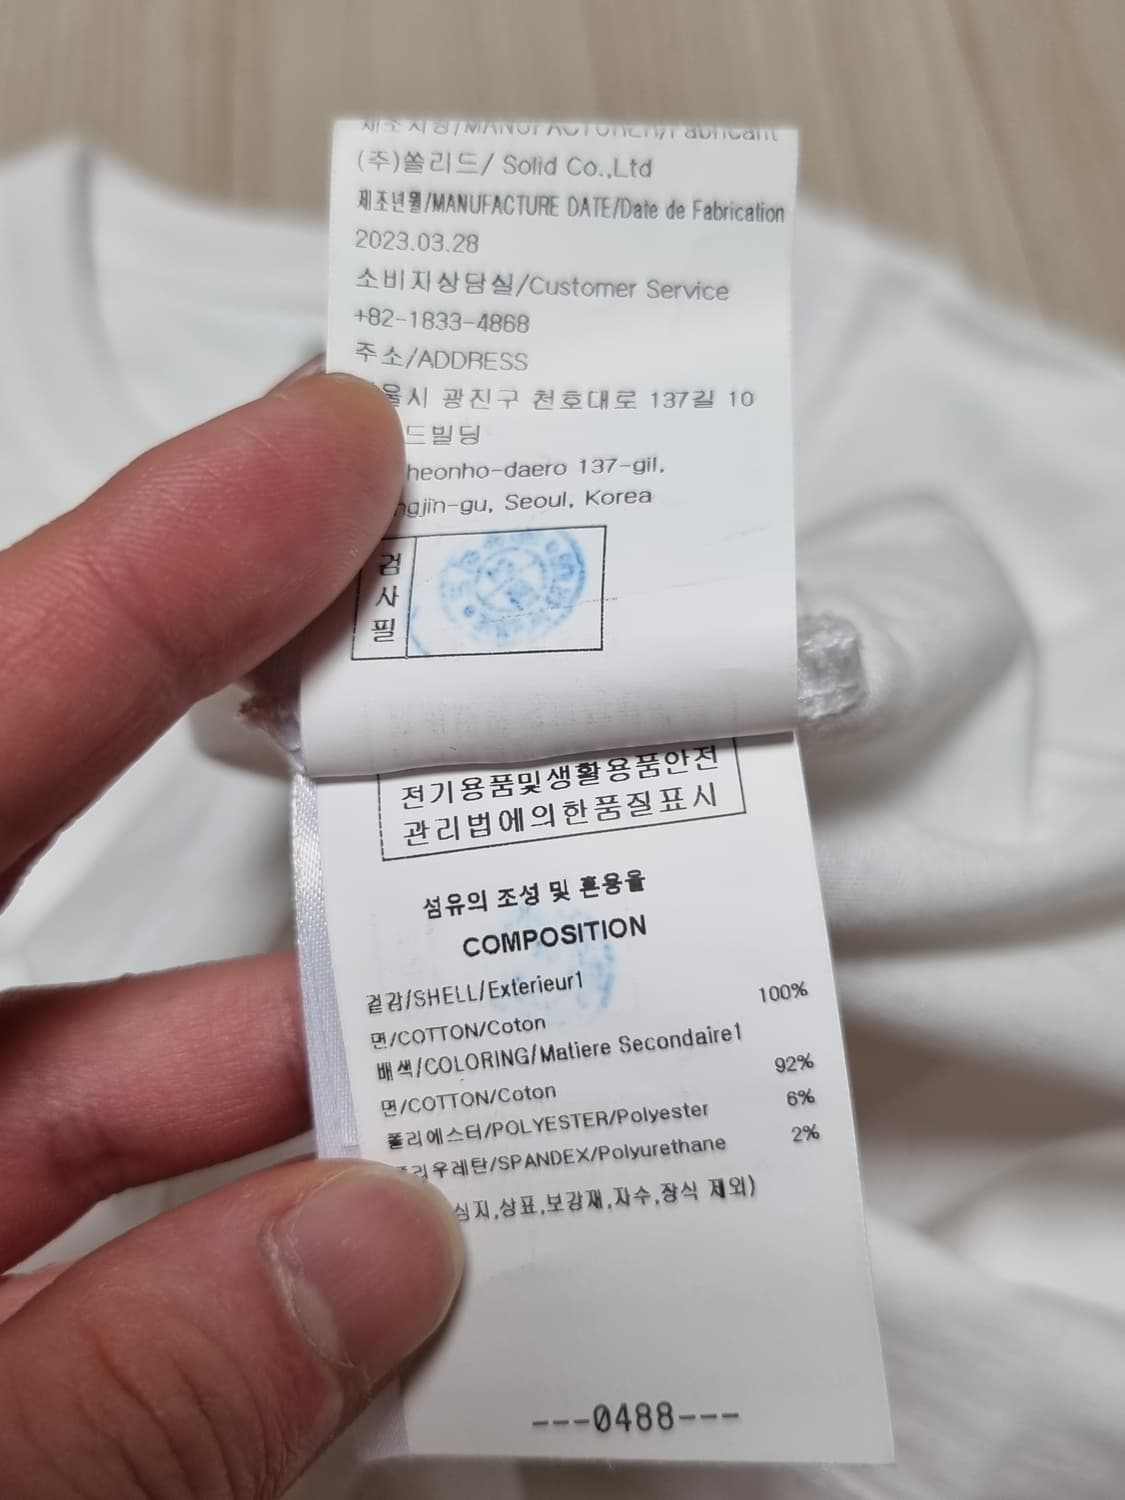 제조자명/MANUFACTURER/Fabricant
(주)쏠리드/ Solid Co.,Ltd
제조년월/MANUFACTURE DATE/Date de Fabrication
2023.03.28
소비자상담실/Customer Service
+82-1833-4868
주소/ADDRESS
울시 광진구 천호대로 137길 10
드빌딩
heonho-daero 137-gil,
ngjin-gu, Seoul, Korea
검사필
전기용품및생활용품안전
관리법에의한품질표시
섬유의 조성 및 혼용율
COMPOSITION
겉감/SHELL/Exterieur1
면/COTTON/Coton 100%
배색/COLORING/Matiere Secondaire1
면/COTTON/Coton 92%
폴리에스터/POLYESTER/Polyester 6%
리우레탄/SPANDEX/Polyurethane 2%
심지,상표,보강재,자수,장식 제외)
---0488---